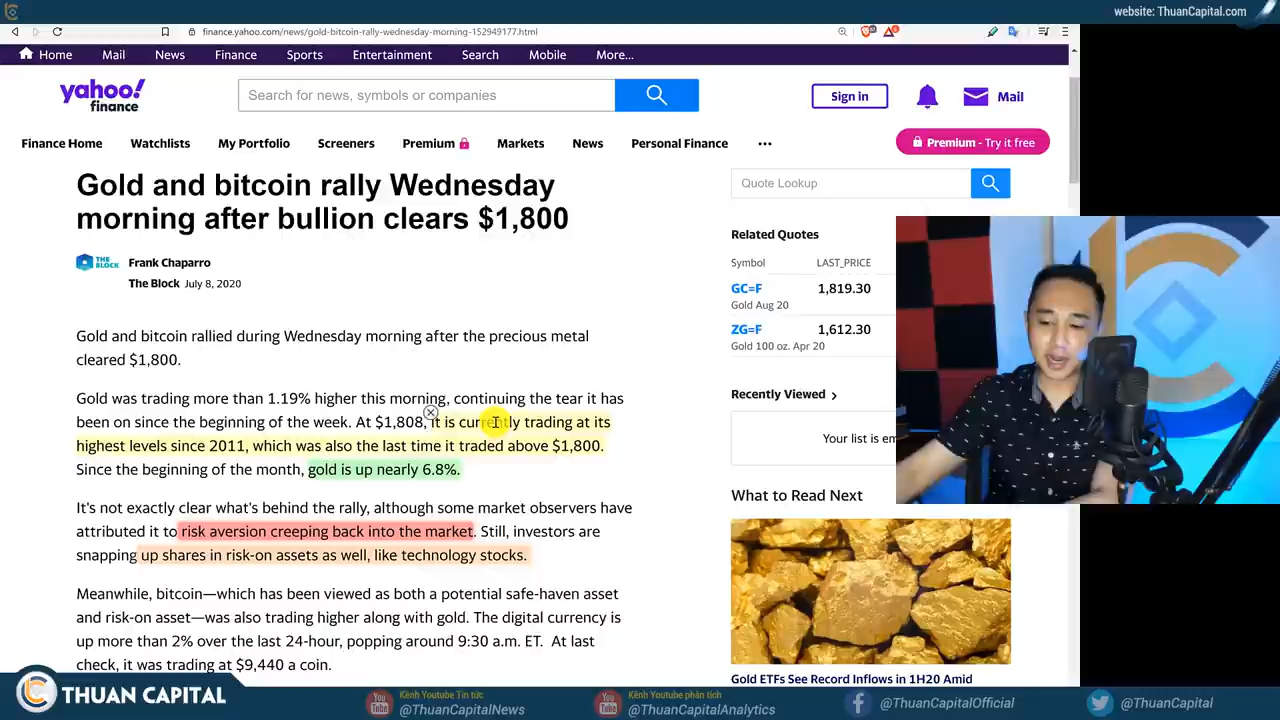 website: ThuanCapital.com
finance.yahoo.com/news/gold-bitcoin-rally-wednesday-morning-152949177.html
Home Mail News Finance Sports Entertainment Search Mobile More...
yahoo!
finance
Search for news, symbols or companies
Sign in
Mail
Finance Home Watchlists My Portfolio Screeners Premium Markets News Personal Finance ...
Premium - Try it free
Gold and bitcoin rally Wednesday
morning after bullion clears $1,800
THE
BLOCK
Frank Chaparro
The Block July 8, 2020
Gold and bitcoin rallied during Wednesday morning after the precious metal
cleared $1,800.
Gold was trading more than 1.19% higher this morning, continuing the tear it has
been on since the beginning of the week. At $1,808, it is currently trading at its
highest levels since 2011, which was also the last time it traded above $1,800.
Since the beginning of the month, gold is up nearly 6.8%.
It's not exactly clear what's behind the rally, although some market observers have
attributed it to risk aversion creeping back into the market. Still, investors are
snapping up shares in risk-on assets as well, like technology stocks.
Meanwhile, bitcoin—which has been viewed as both a potential safe-haven asset
and risk-on asset—was also trading higher along with gold. The digital currency is
up more than 2% over the last 24-hour, popping around 9:30 a.m. ET. At last
check, it was trading at $9,440 a coin.
Quote Lookup
Related Quotes
Symbol LAST_PRICE
GC=F 1,819.30
Gold Aug 20
ZG=F 1,612.30
Gold 100 oz. Apr 20
Recently Viewed
Your list is em
What to Read Next
Gold ETFs See Record Inflows in 1H20 Amid
THUAN CAPITAL
You Tube
Kênh Youtube Tin tức
@ThuanCapitalNews
You Tube
Kênh Youtube phân tích
@ThuanCapitalAnalytics
@ThuanCapitalOfficial
@ThuanCapital